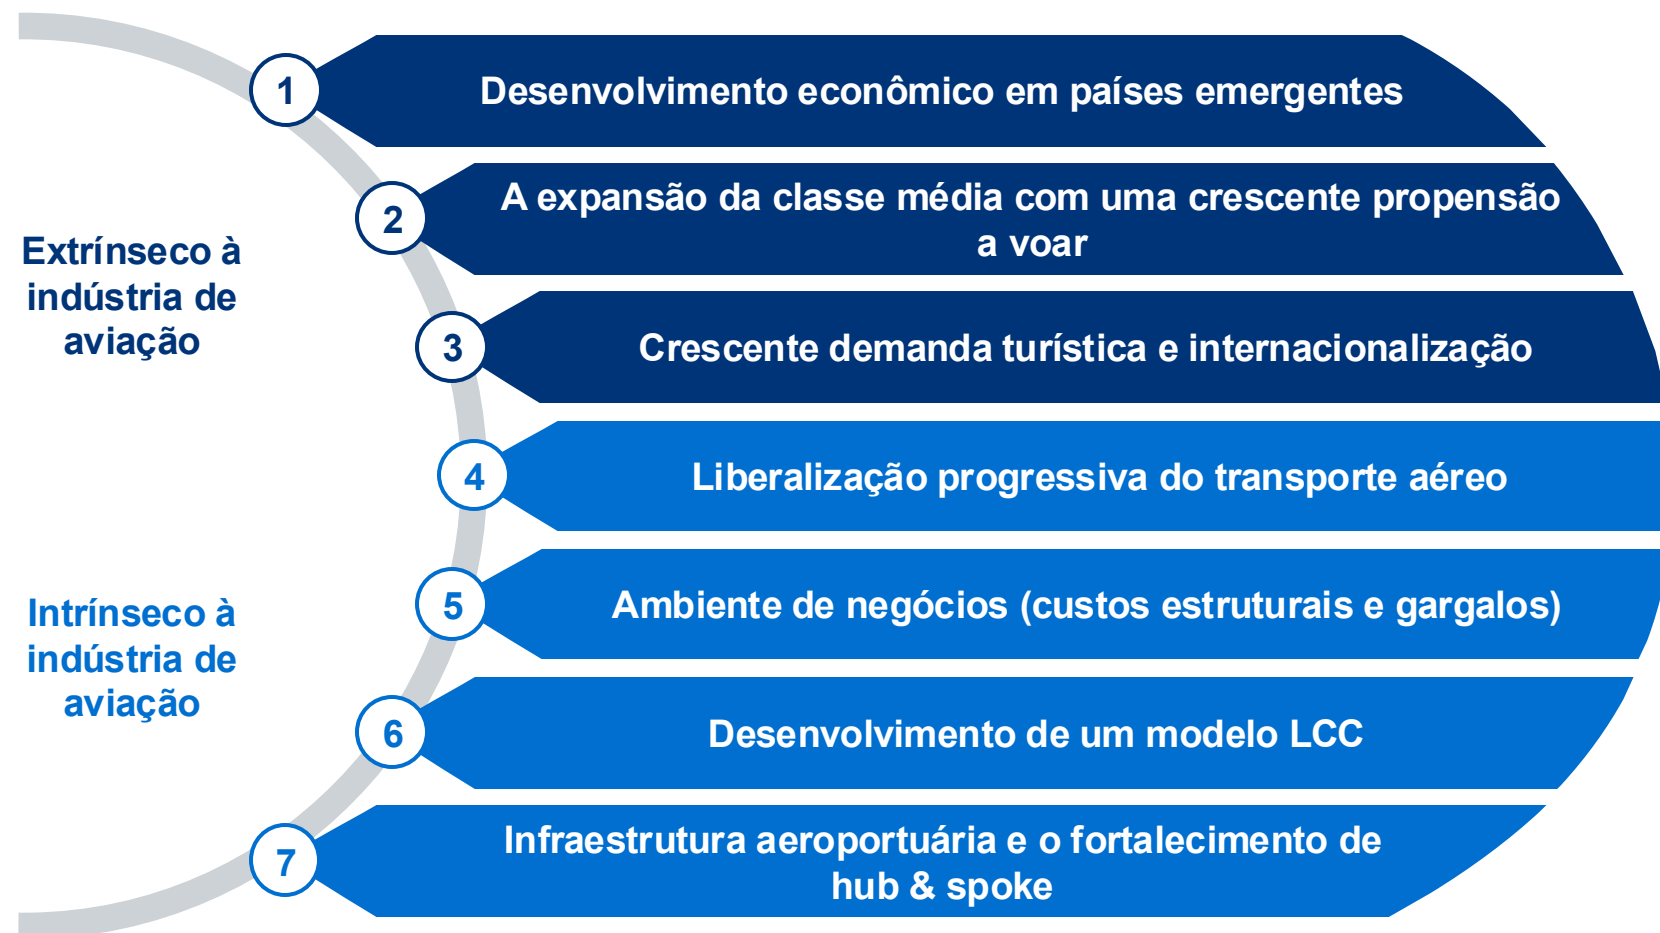 1
Desenvolvimento econômico em países emergentes
2
A expansão da classe média com uma crescente propensão
a voar
Extrínseco à
indústria de
aviação
3
Crescente demanda turística e internacionalização
4
Liberalização progressiva do transporte aéreo
5
Ambiente de negócios (custos estruturais e gargalos)
Intrínseco à
indústria de
aviação
6
Desenvolvimento de um modelo LCC
7
Infraestrutura aeroportuária e o fortalecimento de
hub & spoke